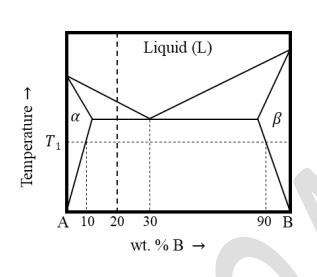 Liquid (L)
Temperature →
α
β
T1
A 10 20 30 90 B
wt. % B →